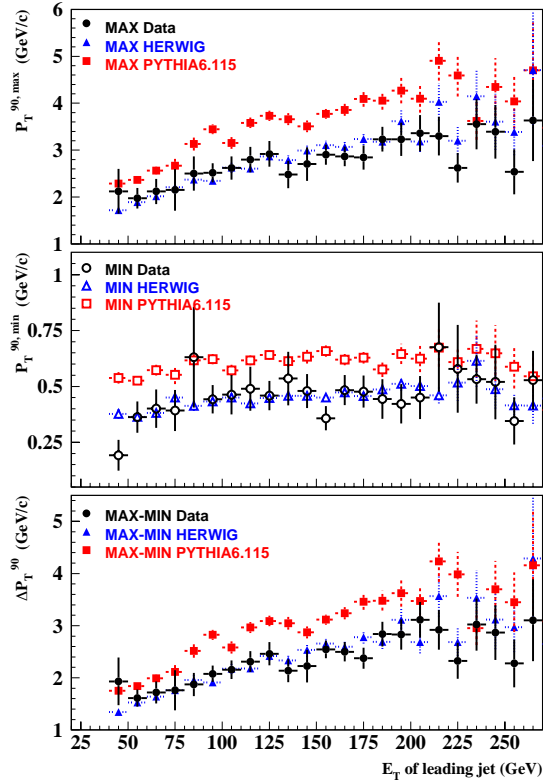 P_T^90, max (GeV/c)
6
5
4
3
2
1
MAX Data
MAX HERWIG
MAX PYTHIA6.115
P_T^90, min (GeV/c)
1
0.75
0.5
0.25
MIN Data
MIN HERWIG
MIN PYTHIA6.115
ΔP_T^90 (GeV/c)
5
4
3
2
1
MAX-MIN Data
MAX-MIN HERWIG
MAX-MIN PYTHIA6.115
25 50 75 100 125 150 175 200 225 250
E_T of leading jet (GeV)